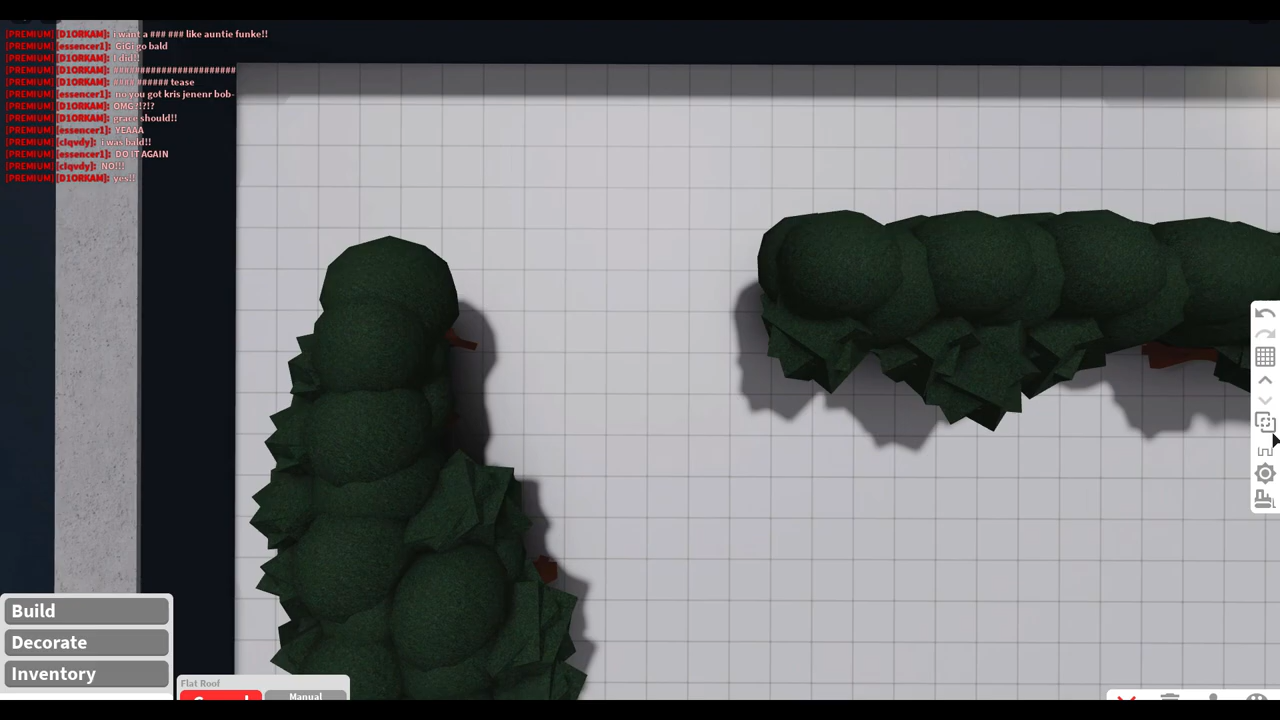 [PREMIUM] [D1ORKAM]: i want a ### ### like auntie funke!!
[PREMIUM] [essencer1]: GiGi go bald
[PREMIUM] [D1ORKAM]: I did!!
[PREMIUM] [D1ORKAM]: #######################
[PREMIUM] [D1ORKAM]: #### ###### tease
[PREMIUM] [essencer1]: no you got kris jenenr bob-
[PREMIUM] [D1ORKAM]: OMG?!?!?
[PREMIUM] [D1ORKAM]: grace should!!
[PREMIUM] [essencer1]: YEAAA
[PREMIUM] [clqvdy]: i was bald!!
[PREMIUM] [essencer1]: DO IT AGAIN
[PREMIUM] [clqvdy]: NO!!!
[PREMIUM] [D1ORKAM]: yes!!
Build
Decorate
Inventory
Flat Roof
Manual